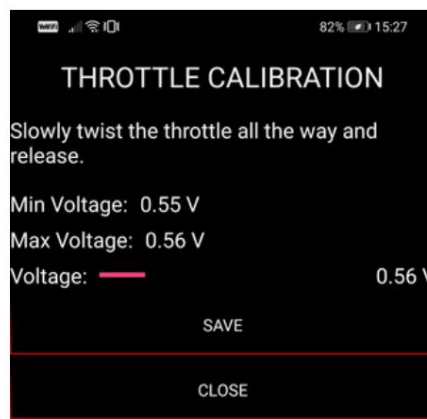 WiFi 82% 15:27
THROTTLE CALIBRATION
Slowly twist the throttle all the way and
release.
Min Voltage: 0.55 V
Max Voltage: 0.56 V
Voltage: 0.56 V
SAVE
CLOSE